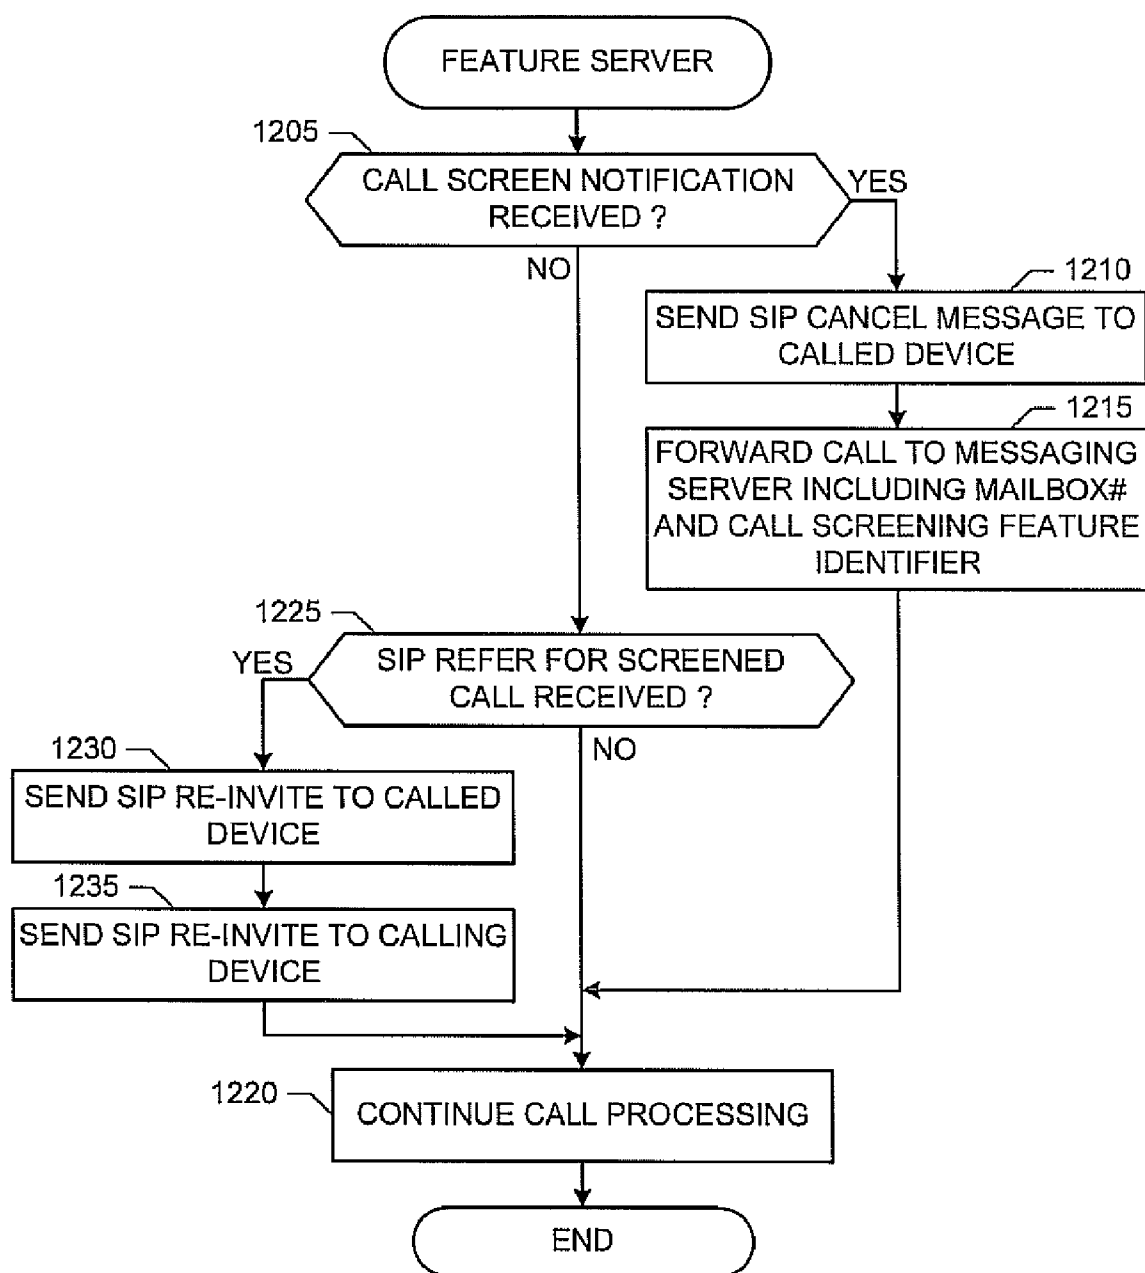 FEATURE SERVER
1205
CALL SCREEN NOTIFICATION
RECEIVED ?
YES
NO
1210
SEND SIP CANCEL MESSAGE TO
CALLED DEVICE
1215
FORWARD CALL TO MESSAGING
SERVER INCLUDING MAILBOX#
AND CALL SCREENING FEATURE
IDENTIFIER
1225
SIP REFER FOR SCREENED
CALL RECEIVED ?
YES
NO
1230
SEND SIP RE-INVITE TO CALLED
DEVICE
1235
SEND SIP RE-INVITE TO CALLING
DEVICE
1220
CONTINUE CALL PROCESSING
END